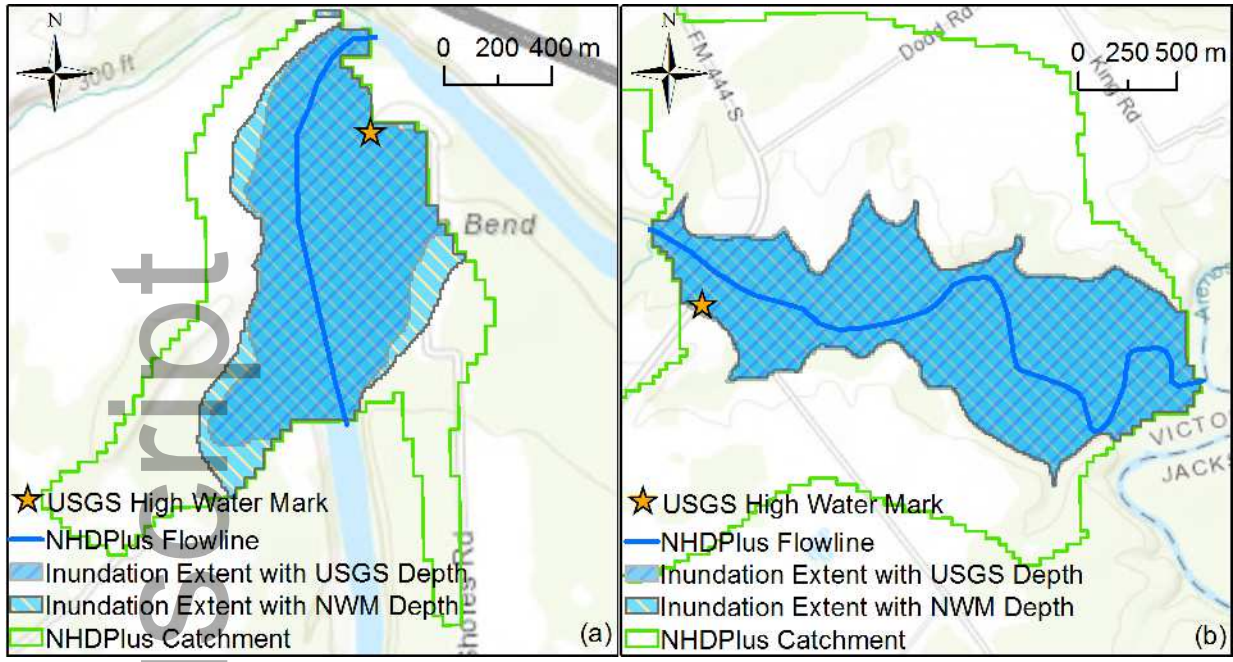 N
0 200 400 m
300 ft
Bend
script
sholes Rd
USGS High Water Mark
NHDPlus Flowline
Inundation Extent with USGS Depth
Inundation Extent with NWM Depth
NHDPlus Catchment
(a)
N
0 250 500 m
FM 444 S
Dodd Rd
King Rd
Arenos
VICTO
JACKS
USGS High Water Mark
NHDPlus Flowline
Inundation Extent with USGS Depth
Inundation Extent with NWM Depth
NHDPlus Catchment
(b)